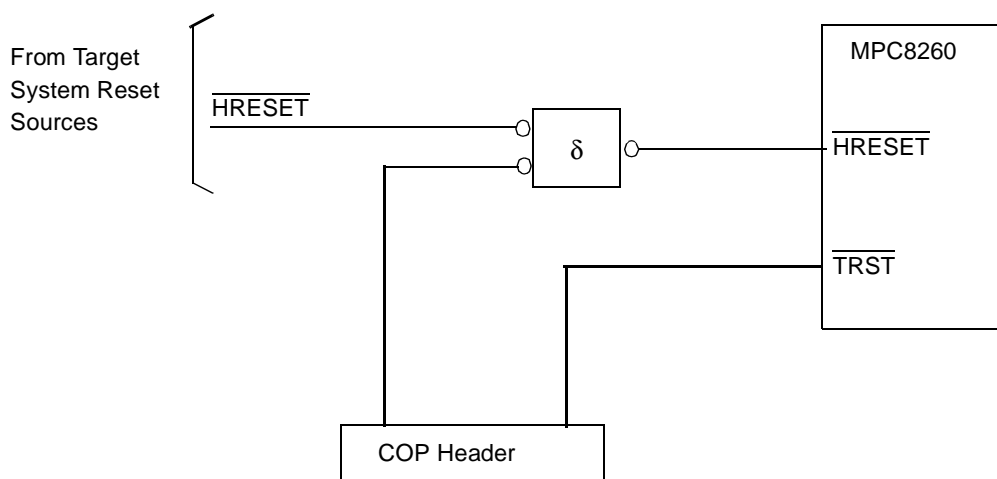 From Target
System Reset
Sources
HRESET
δ
MPC8260
HRESET
TRST
COP Header